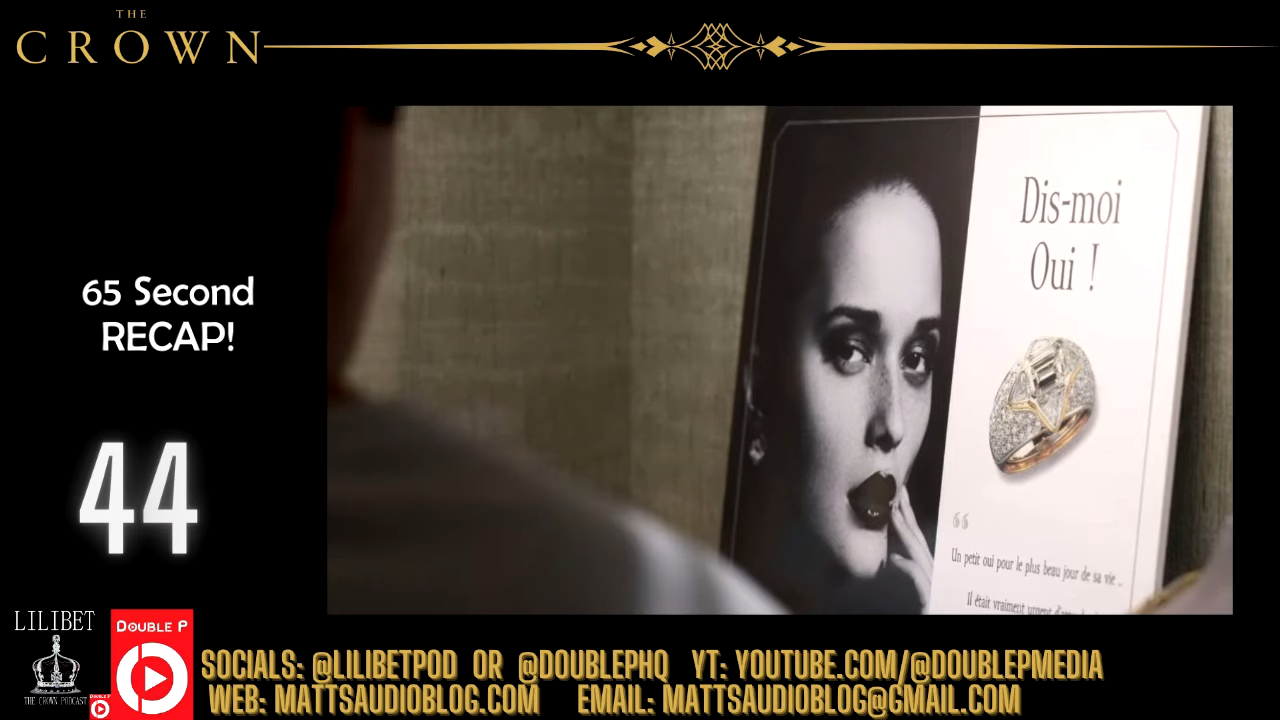 THE
CROWN
Dis-moi
Oui !
65 Second
RECAP!
44
“
Un petit oui pour le plus beau jour de sa vie ..
Il était vraiment urgent
LILIBET
THE CROWN PODCAST
DOUBLE P
DOUBLE P
SOCIALS: @LILIBETPOD OR @DOUBLEPHQ YT: YOUTUBE.COM/@DOUBLEPMEDIA
WEB: MATTSAUDIOBLOG.COM EMAIL: MATTSAUDIOBLOG@GMAIL.COM